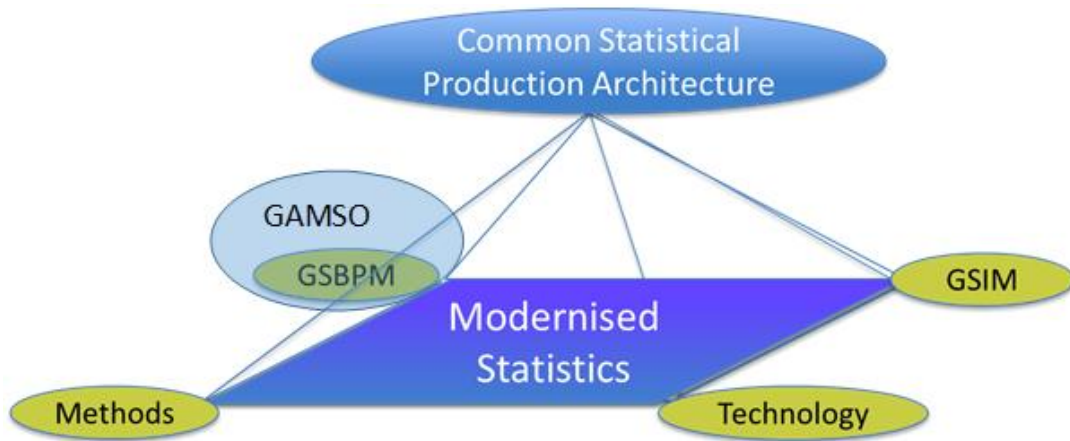 Common Statistical
Production Architecture
GAMSO
GSBPM
GSIM
Modernised
Statistics
Methods
Technology